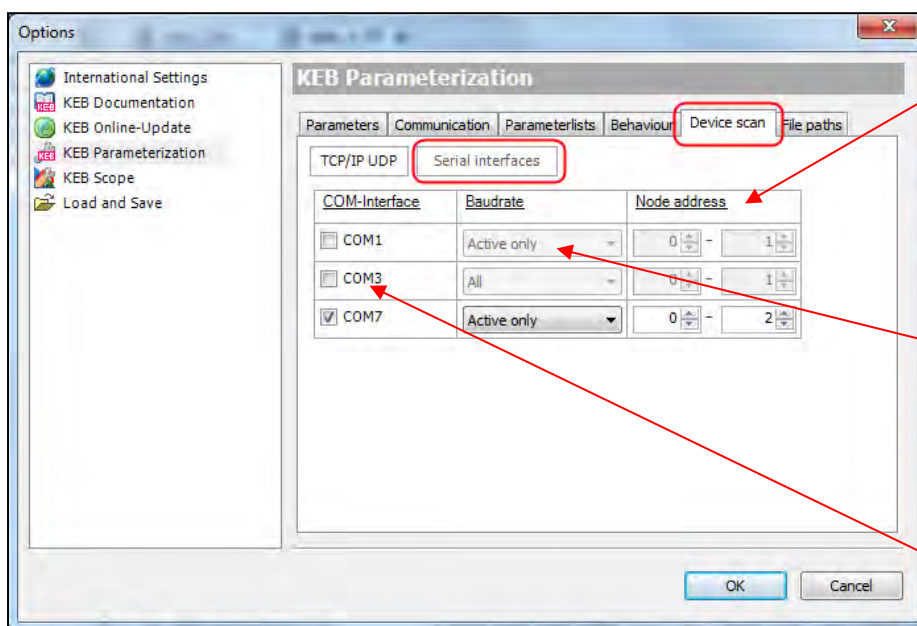 Options
International Settings
KEB Documentation
KEB Online-Update
KEB Parameterization
KEB Scope
Load and Save
KEB Parameterization
Parameters Communication Parameterlists Behaviour Device scan File paths
TCP/IP UDP Serial interfaces
COM-Interface Baudrate Node address
COM1 Active only 0 - 1
COM3 All 0 - 1
COM7 Active only 0 - 2
OK Cancel